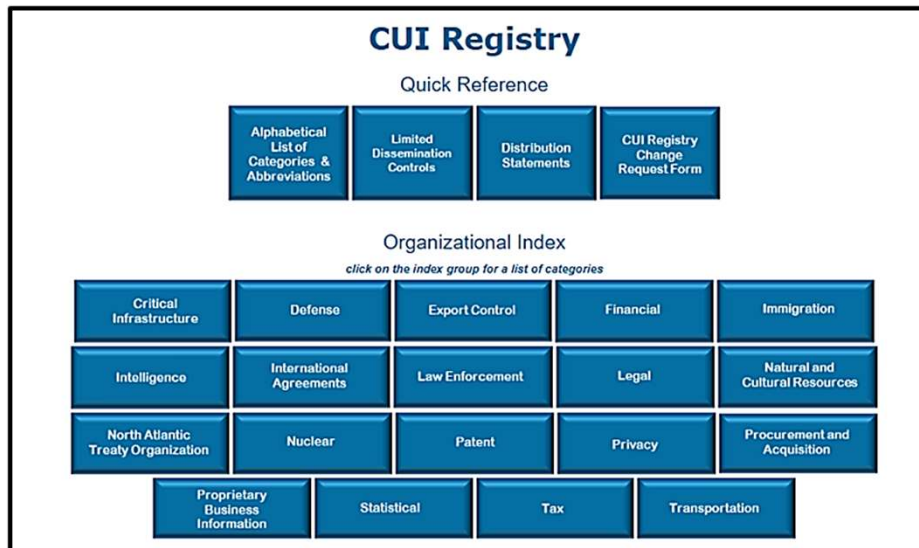 CUI Registry
Quick Reference
Alphabetical
List of
Categories &
Abbreviations
Limited
Dissemination
Controls
Distribution
Statements
CUI Registry
Change
Request Form
Organizational Index
click on the index group for a list of categories
Critical
Infrastructure
Defense
Export Control
Financial
Immigration
Intelligence
International
Agreements
Law Enforcement
Legal
Natural and
Cultural Resources
North Atlantic
Treaty Organization
Nuclear
Patent
Privacy
Procurement and
Acquisition
Proprietary
Business
Information
Statistical
Tax
Transportation